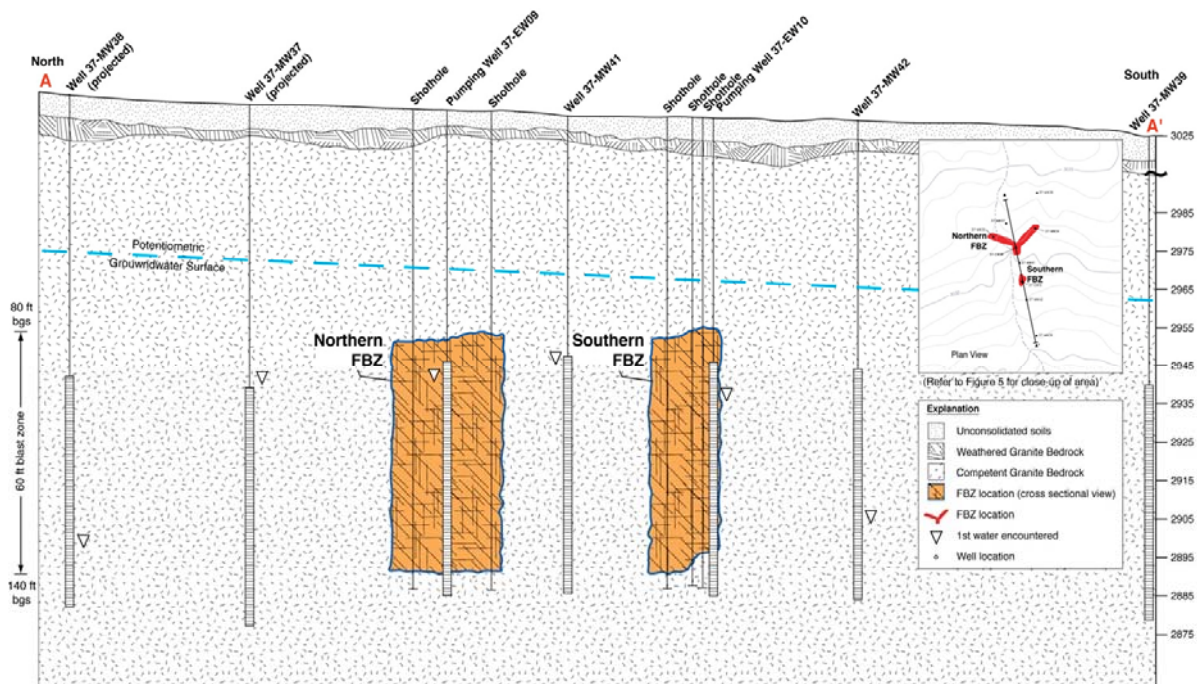 North
A
Well 37-MW38
(projected)
Well 37-MW37
(projected)
Shothole
Pumping Well 37-EW09
Shothole
Well 37-MW41
Shothole
Shothole
Shothole
Pumping Well 37-EW10
Well 37-MW42
South
Well 37-MW39
A'
3025
2985
2975
2965
2955
2945
2935
2925
2915
2905
2895
2885
2875
Potentiometric
Grouwridwater Surface
80 ft
bgs
60 ft blast zone
140 ft
bgs
Northern
FBZ
Southern
FBZ
Northern
FBZ
Southern
FBZ
Plan View
(Refer to Figure 5 for close-up of area)
Explanation
Unconsolidated soils
Weathered Granite Bedrock
Competent Granite Bedrock
FBZ location (cross sectional view)
FBZ location
1st water encountered
Well location